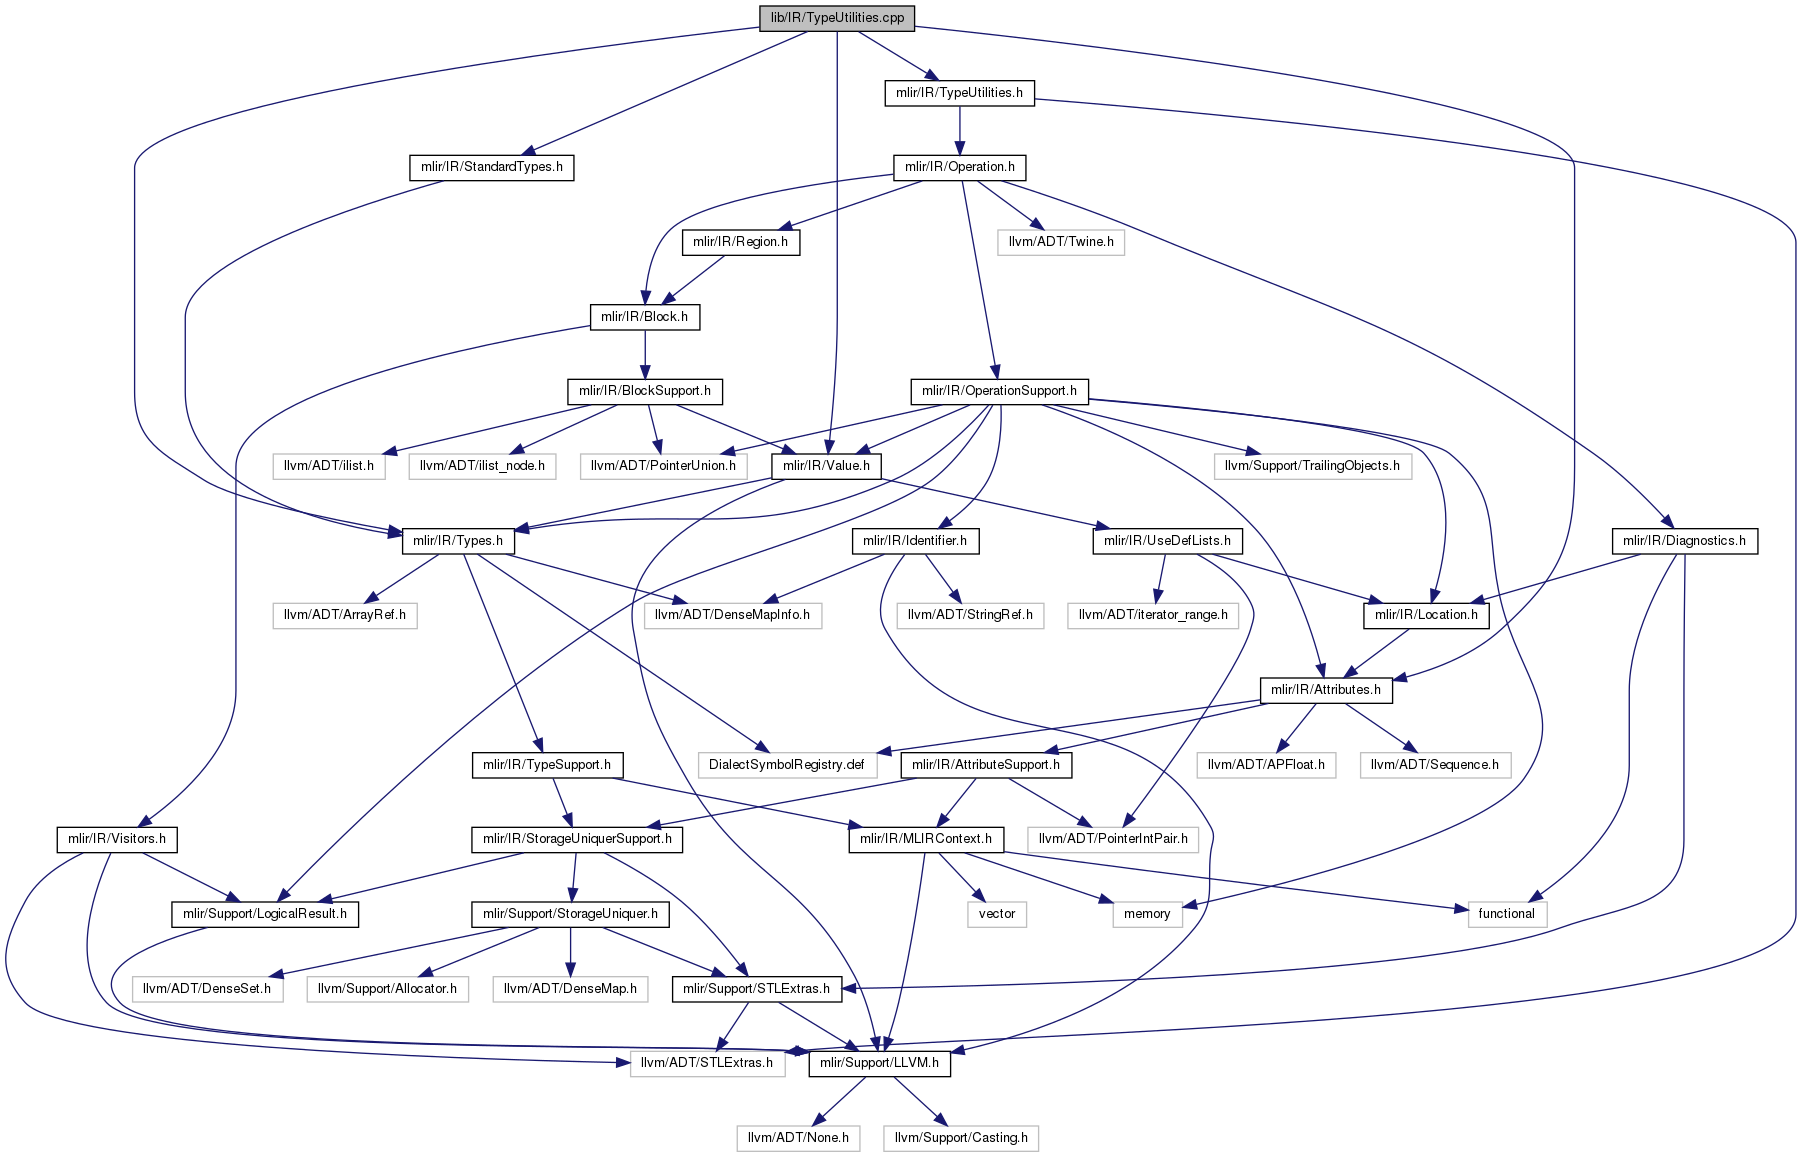 lib/IR/TypeUtilities.cpp
mlir/IR/TypeUtilities.h
mlir/IR/StandardTypes.h
mlir/IR/Operation.h
mlir/IR/Region.h
llvm/ADT/Twine.h
mlir/IR/Block.h
mlir/IR/BlockSupport.h
mlir/IR/OperationSupport.h
llvm/ADT/ilist.h
llvm/ADT/ilist_node.h
llvm/ADT/PointerUnion.h
mlir/IR/Value.h
llvm/Support/TrailingObjects.h
mlir/IR/Types.h
mlir/IR/Identifier.h
mlir/IR/UseDefLists.h
mlir/IR/Diagnostics.h
llvm/ADT/ArrayRef.h
llvm/ADT/DenseMapInfo.h
llvm/ADT/StringRef.h
llvm/ADT/iterator_range.h
mlir/IR/Location.h
mlir/IR/Attributes.h
mlir/IR/TypeSupport.h
DialectSymbolRegistry.def
mlir/IR/AttributeSupport.h
llvm/ADT/APFloat.h
llvm/ADT/Sequence.h
mlir/IR/Visitors.h
mlir/IR/StorageUniquerSupport.h
mlir/IR/MLIRContext.h
llvm/ADT/PointerIntPair.h
mlir/Support/LogicalResult.h
mlir/Support/StorageUniquer.h
vector
memory
functional
llvm/ADT/DenseSet.h
llvm/Support/Allocator.h
llvm/ADT/DenseMap.h
mlir/Support/STLExtras.h
llvm/ADT/STLExtras.h
mlir/Support/LLVM.h
llvm/ADT/None.h
llvm/Support/Casting.h